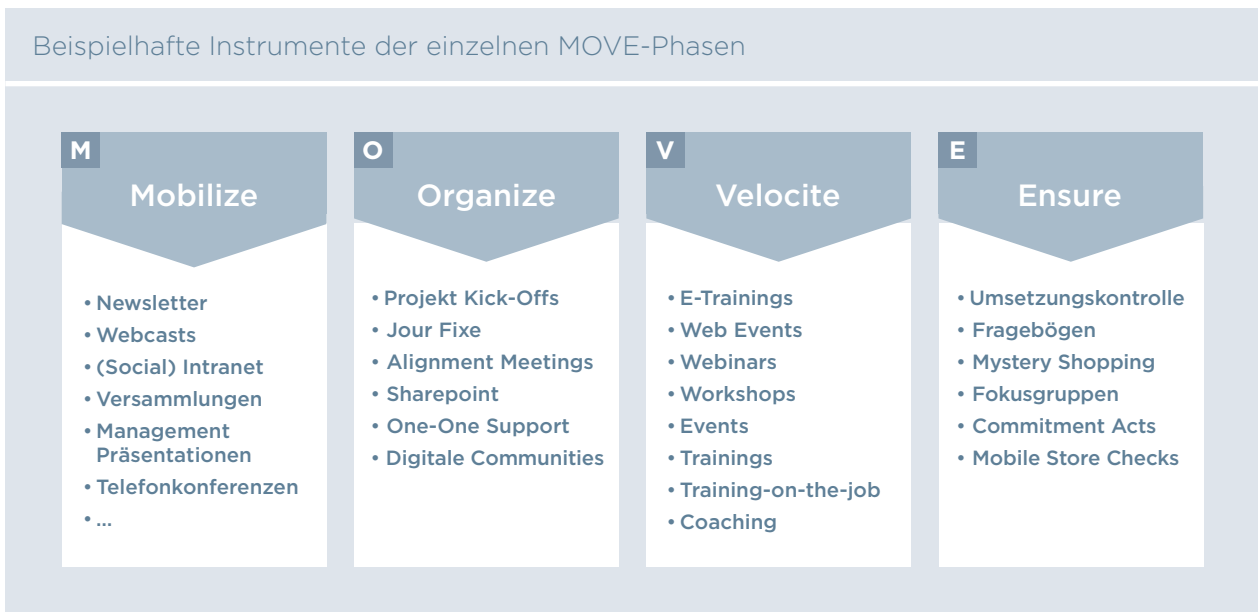 Beispielhafte Instrumente der einzelnen MOVE-Phasen
M
Mobilize
• Newsletter
• Webcasts
• (Social) Intranet
• Versammlungen
• Management
Präsentationen
• Telefonkonferenzen
• ...
O
Organize
• Projekt Kick-Offs
• Jour Fixe
• Alignment Meetings
• Sharepoint
• One-One Support
• Digitale Communities
V
Velocite
• E-Trainings
• Web Events
• Webinars
• Workshops
• Events
• Trainings
• Training-on-the-job
• Coaching
E
Ensure
• Umsetzungskontrolle
• Fragebögen
• Mystery Shopping
• Fokusgruppen
• Commitment Acts
• Mobile Store Checks